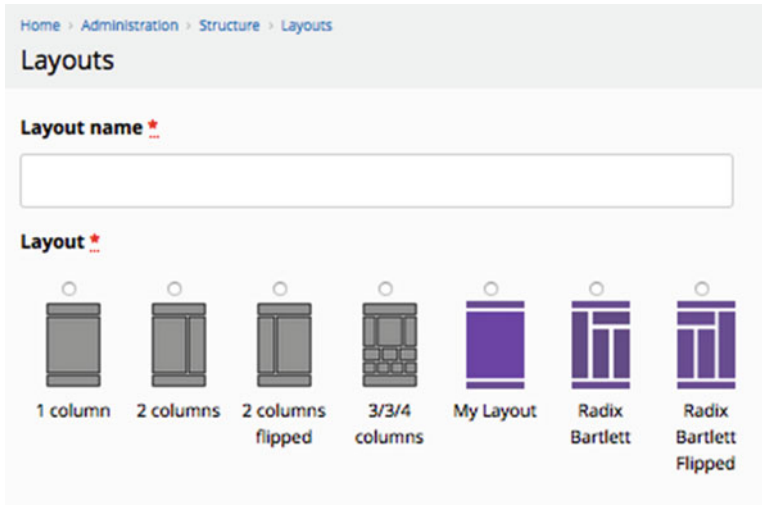 Home › Administration › Structure › Layouts
Layouts
Layout name *
Layout *
1 column 2 columns 2 columns flipped 3/3/4 columns My Layout Radix Bartlett Radix Bartlett Flipped